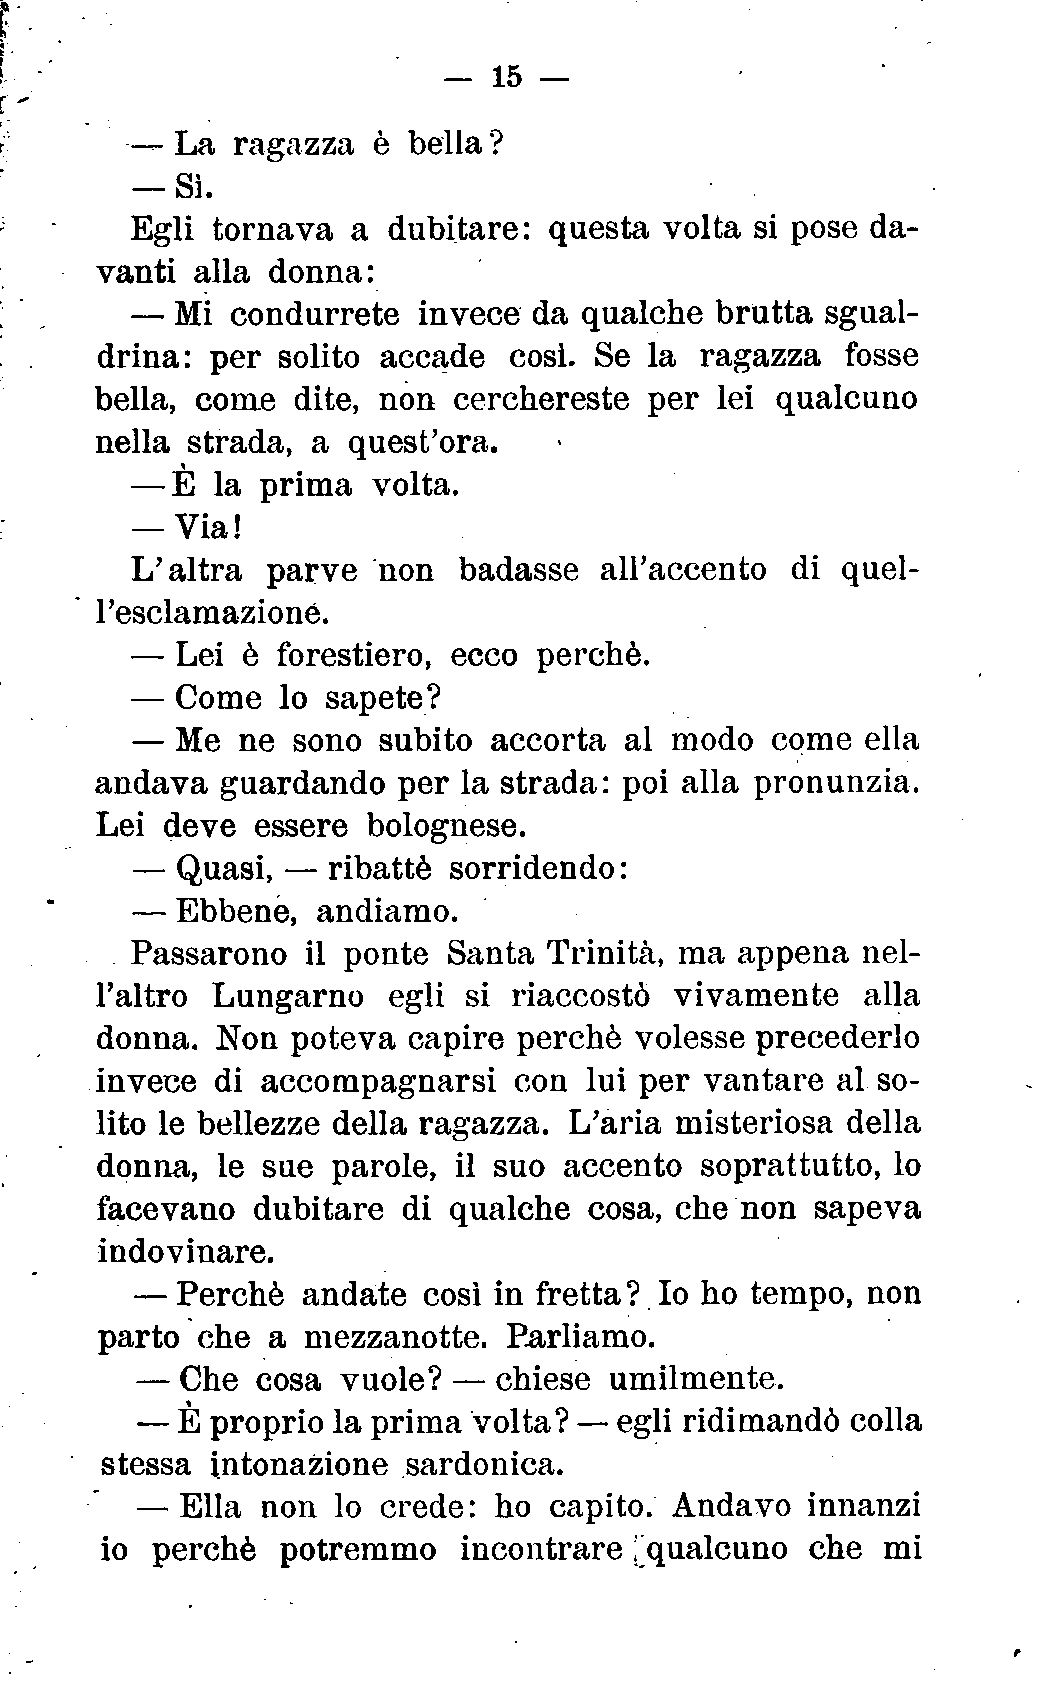 — 15 —
— La ragazza è bella?
— Sì.
Egli tornava a dubitare: questa volta si pose da-
vanti alla donna:
— Mi condurrete invece da qualche brutta sgual-
drina: per solito accade così. Se la ragazza fosse
bella, come dite, non cerchereste per lei qualcuno
nella strada, a quest'ora.
— È la prima volta.
— Via!
L'altra parve non badasse all'accento di quel-
l'esclamazione.
— Lei è forestiero, ecco perchè.
— Come lo sapete?
— Me ne sono subito accorta al modo come ella
andava guardando per la strada: poi alla pronunzia.
Lei deve essere bolognese.
— Quasi, — ribattè sorridendo:
— Ebbene, andiamo.
Passarono il ponte Santa Trinità, ma appena nel-
l'altro Lungarno egli si riaccostò vivamente alla
donna. Non poteva capire perchè volesse precederlo
invece di accompagnarsi con lui per vantare al so-
lito le bellezze della ragazza. L'aria misteriosa della
donna, le sue parole, il suo accento soprattutto, lo
facevano dubitare di qualche cosa, che non sapeva
indovinare.
— Perchè andate così in fretta? Io ho tempo, non
parto che a mezzanotte. Parliamo.
— Che cosa vuole? — chiese umilmente.
— È proprio la prima volta? — egli ridimandò colla
stessa intonazione sardonica.
— Ella non lo crede: ho capito. Andavo innanzi
io perchè potremmo incontrare qualcuno che mi